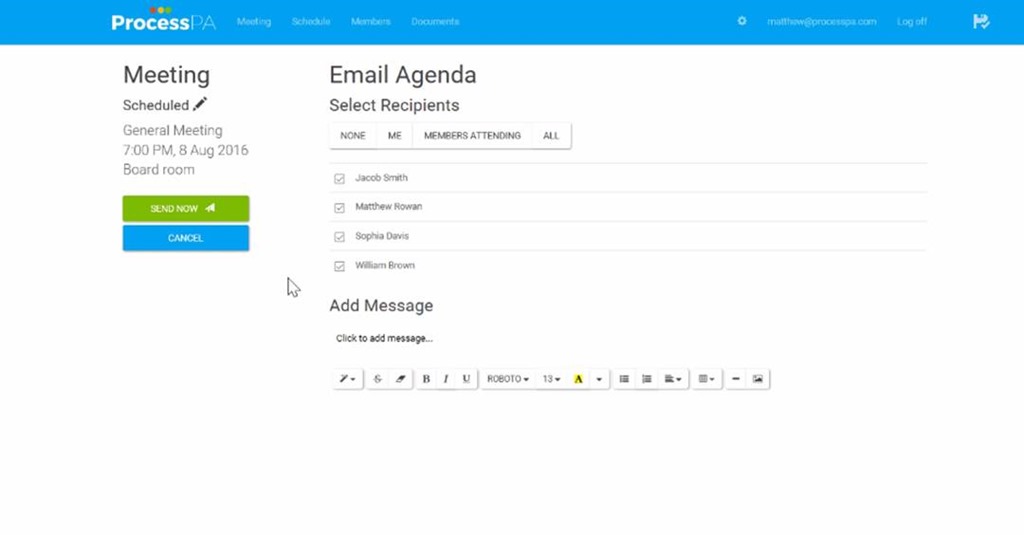 ProcessPA Meeting Schedule Members Documents matthew@processpa.com Log off
Meeting
Scheduled
General Meeting
7:00 PM, 8 Aug 2016
Board room
SEND NOW
CANCEL
Email Agenda
Select Recipients
NONE ME MEMBERS ATTENDING ALL
Jacob Smith
Matthew Rowan
Sophia Davis
William Brown
Add Message
Click to add message...
S B I U ROBOTO 13 A